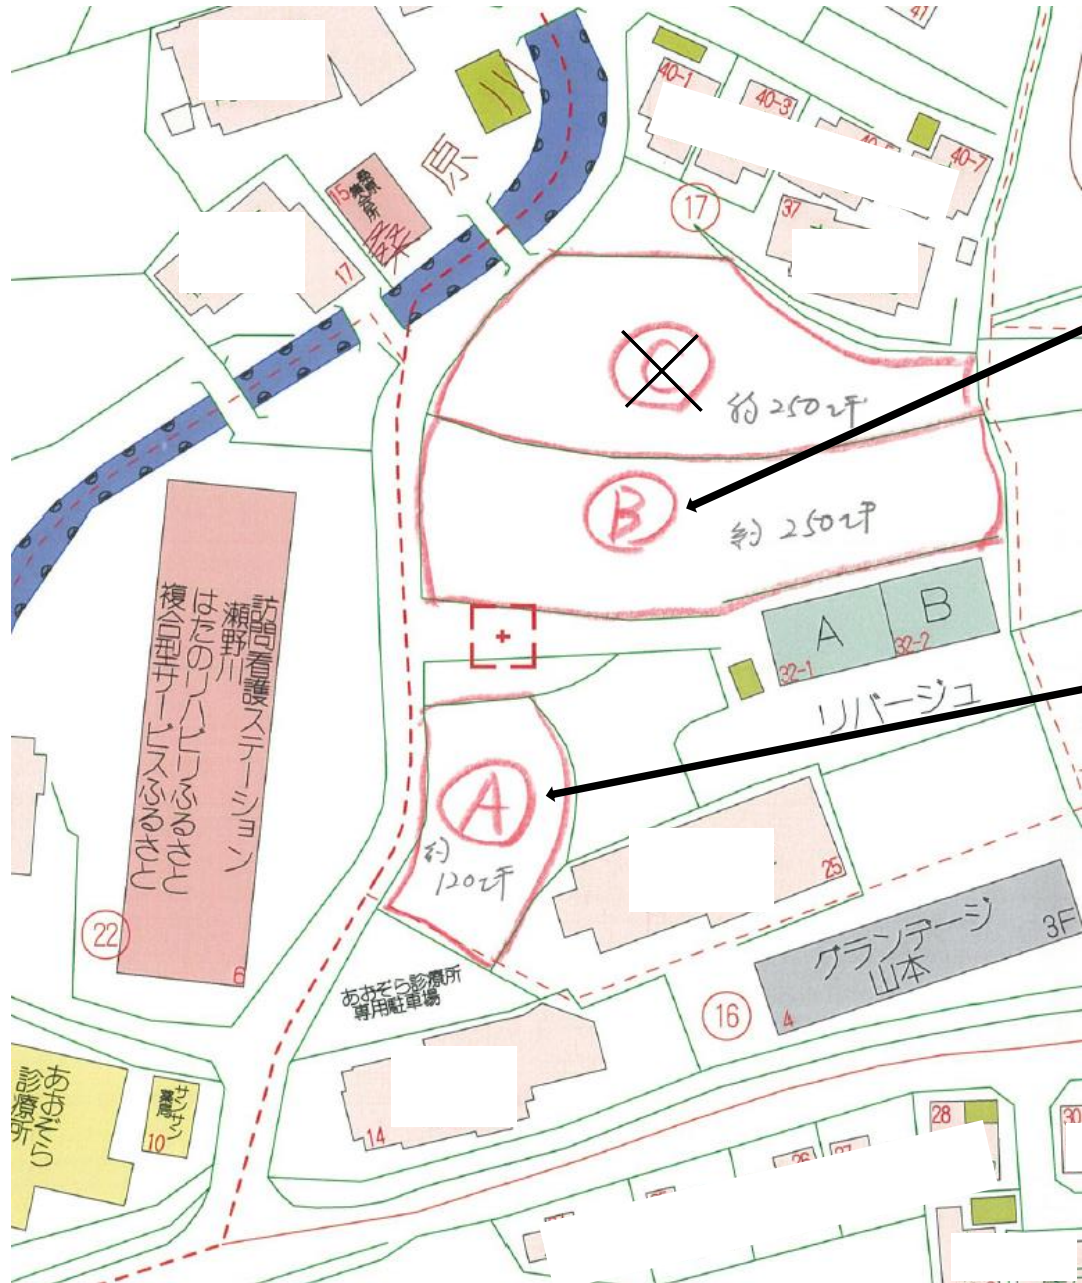 41
40-1
40-3
40-7
原
15
17
17
37
C
約250坪
B
約250坪
訪問看護ステーション
瀬野川
はたのリハビリふるさと
複合型サービスふるさと
A
B
32-1
32-2
リバージュ
A
約
120坪
25
22
6
グランデージ
山本
3F
4
あおぞら診療所
専用駐車場
16
14
あおぞら
診療所
サンサン
薬局
10
28
30
26
27